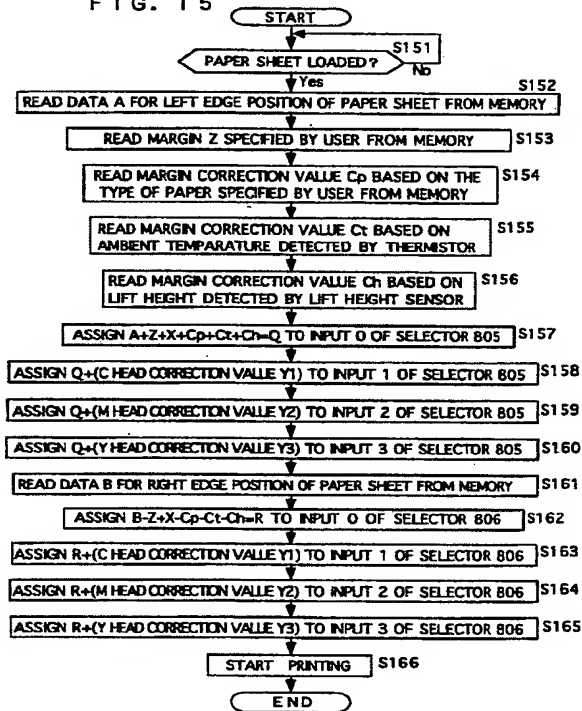 FIG. 15
START
S151
PAPER SHEET LOADED?
No
Yes
S152
READ DATA A FOR LEFT EDGE POSITION OF PAPER SHEET FROM MEMORY
READ MARGIN Z SPECIFIED BY USER FROM MEMORY S153
READ MARGIN CORRECTION VALUE Cp BASED ON THE S154
TYPE OF PAPER SPECIFIED BY USER FROM MEMORY
READ MARGIN CORRECTION VALUE Ct BASED ON S155
AMBIENT TEMPARATURE DETECTED BY THERMISTOR
READ MARGIN CORRECTION VALUE Ch BASED ON S156
LIFT HEIGHT DETECTED BY LIFT HEIGHT SENSOR
ASSIGN A+Z+X+Cp+Ct+Ch=Q TO INPUT 0 OF SELECTOR 805 S157
ASSIGN Q+(C HEAD CORRECTION VALUE Y1) TO INPUT 1 OF SELECTOR 805 S158
ASSIGN Q+(M HEAD CORRECTION VALUE Y2) TO INPUT 2 OF SELECTOR 805 S159
ASSIGN Q+(Y HEAD CORRECTION VALUE Y3) TO INPUT 3 OF SELECTOR 805 S160
READ DATA B FOR RIGHT EDGE POSITION OF PAPER SHEET FROM MEMORY S161
ASSIGN B-Z+X-Cp-Ct-Ch=R TO INPUT 0 OF SELECTOR 806 S162
ASSIGN R+(C HEAD CORRECTION VALUE Y1) TO INPUT 1 OF SELECTOR 806 S163
ASSIGN R+(M HEAD CORRECTION VALUE Y2) TO INPUT 2 OF SELECTOR 806 S164
ASSIGN R+(Y HEAD CORRECTION VALUE Y3) TO INPUT 3 OF SELECTOR 806 S165
START PRINTING S166
END